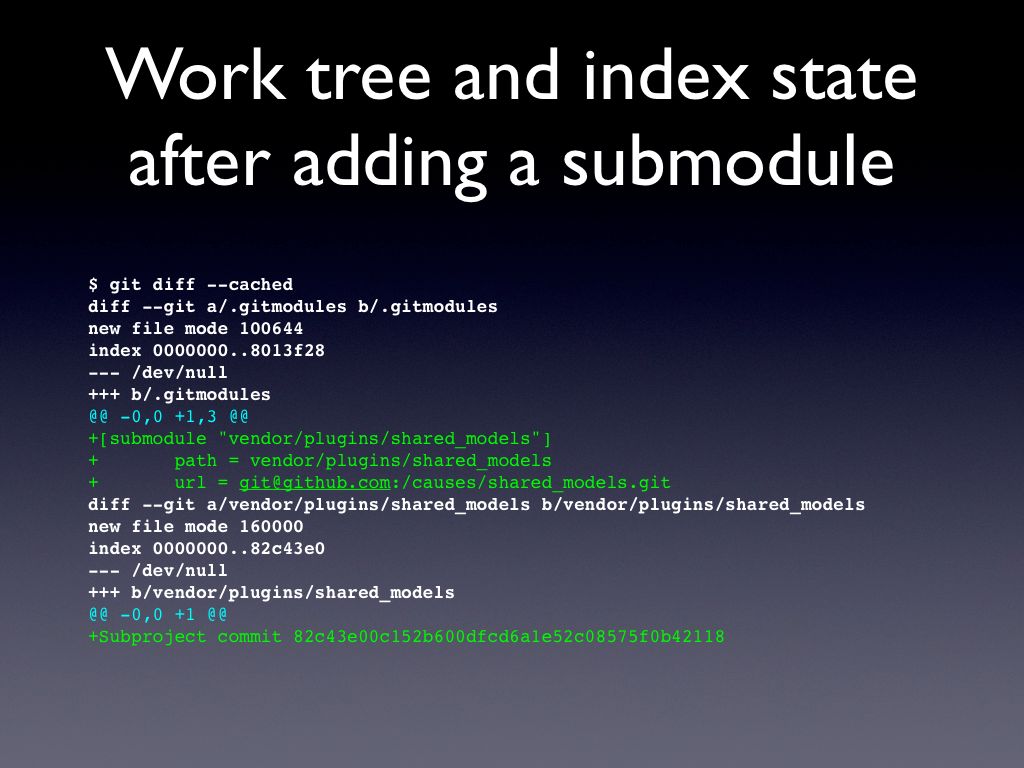 Work tree and index state
after adding a submodule
$ git diff --cached
diff --git a/.gitmodules b/.gitmodules
new file mode 100644
index 0000000..8013f28
--- /dev/null
+++ b/.gitmodules
@@ -0,0 +1,3 @@
+[submodule "vendor/plugins/shared_models"]
+       path = vendor/plugins/shared_models
+       url = git@github.com:/causes/shared_models.git
diff --git a/vendor/plugins/shared_models b/vendor/plugins/shared_models
new file mode 160000
index 0000000..82c43e0
--- /dev/null
+++ b/vendor/plugins/shared_models
@@ -0,0 +1 @@
+Subproject commit 82c43e00c152b600dfcd6a1e52c08575f0b42118